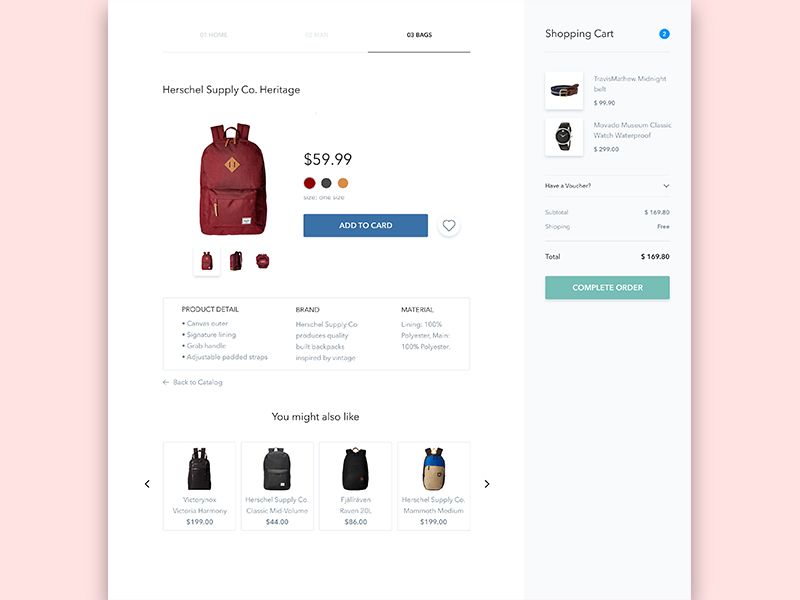 01 HOME
02 MAN
03 BAGS
Herschel Supply Co. Heritage
$59.99
size: one size
ADD TO CARD
PRODUCT DETAIL
• Canvas outer
• Signature lining
• Grab handle
• Adjustable padded straps
BRAND
Herschel Supply Co
produces quality
built backpacks
inspired by vintage
MATERIAL
Lining: 100%
Polyester, Main:
100% Polyester.
← Back to Catalog
You might also like
Victorynox
Victoria Harmony
$199.00
Herschel Supply Co.
Classic Mid-Volume
$44.00
Fjallraven
Raven 20L
$86.00
Herschel Supply Co.
Mammoth Medium
$199.00
Shopping Cart
2
TravisMathew Midnight
belt
$ 99.90
Movado Museum Classic
Watch Waterproof
$ 299.00
Have a Voucher?
Subtotal $ 169.80
Shipping Free
Total $ 169.80
COMPLETE ORDER